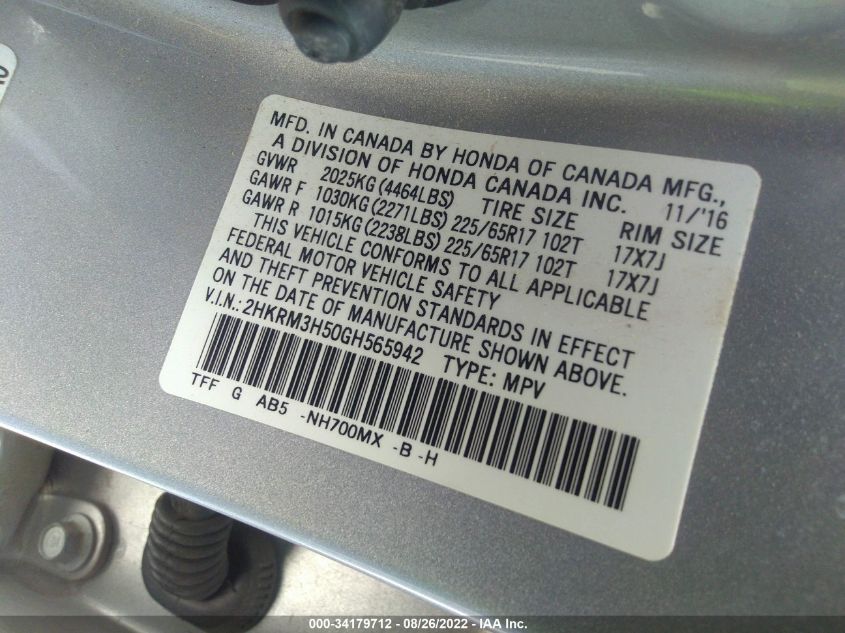 MFD. IN CANADA BY HONDA OF CANADA MFG.,
A DIVISION OF HONDA CANADA INC. 11/'16
GVWR 2025KG (4464LBS) TIRE SIZE RIM SIZE
GAWR F 1030KG (2271LBS) 225/65R17 102T 17X7J
GAWR R 1015KG (2238LBS) 225/65R17 102T 17X7J
THIS VEHICLE CONFORMS TO ALL APPLICABLE
FEDERAL MOTOR VEHICLE SAFETY
AND THEFT PREVENTION STANDARDS IN EFFECT
ON THE DATE OF MANUFACTURE SHOWN ABOVE.
V.I.N.: 2HKRM3H50GH565942 TYPE: MPV
TFF G AB5 -NH700MX -B -H
000-34179712 - 08/26/2022 - IAA Inc.